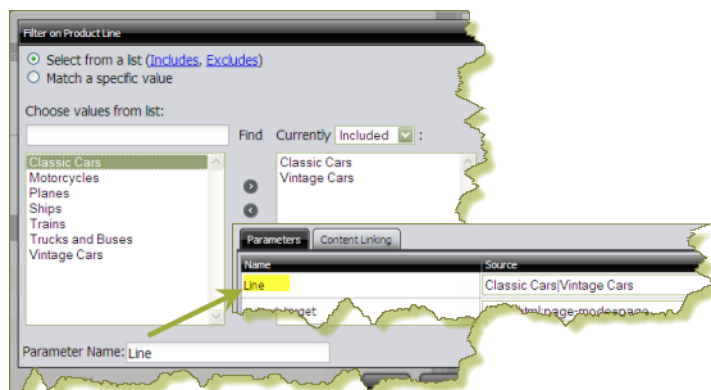 Filter on Product Line
Select from a list (Includes, Excludes)
Match a specific value
Choose values from list:
Find Currently Included :
Classic Cars
Motorcycles
Planes
Ships
Trains
Trucks and Buses
Vintage Cars
Classic Cars
Vintage Cars
Parameters Content Linking
Name Source
Line Classic Cars|Vintage Cars
Parameter Name: Line